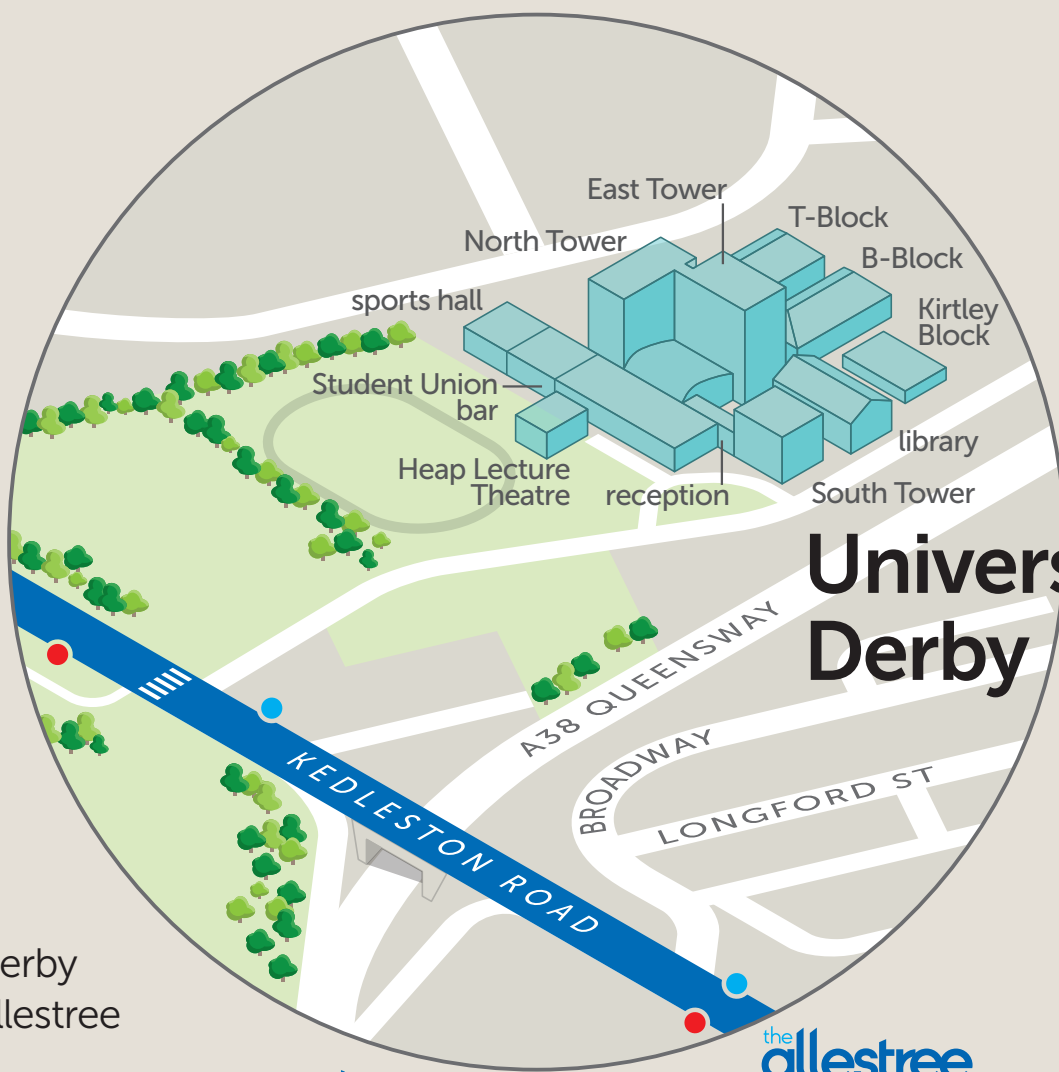 East Tower
T-Block
North Tower
B-Block
sports hall
Kirtley
Block
Student Union
bar
library
Heap Lecture
Theatre
reception
South Tower
Univers
Derby
A38 QUEENSWAY
BROADWAY
LONGFORD ST
KEDLESTON ROAD
erby
llestree
the
allestree